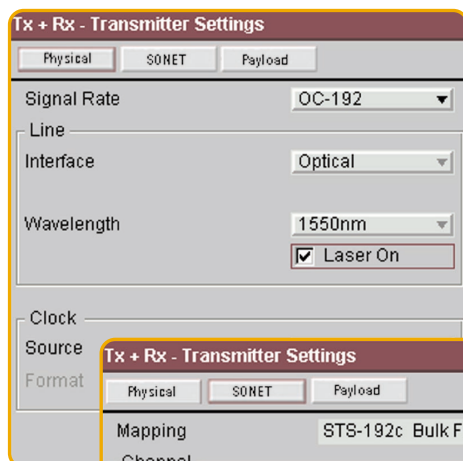 Tx + Rx - Transmitter Settings
Physical SONET Payload
Signal Rate OC-192
Line
Interface Optical
Wavelength 1550nm
Laser On
Clock
Source
Format
Tx + Rx - Transmitter Settings
Physical SONET Payload
Mapping STS-192c Bulk F
Channel